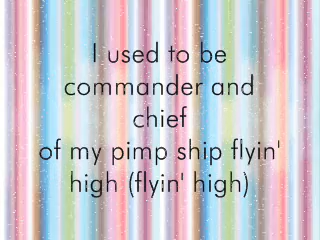 I used to be
commander and
chief
of my pimp ship flyin'
high (flyin' high)